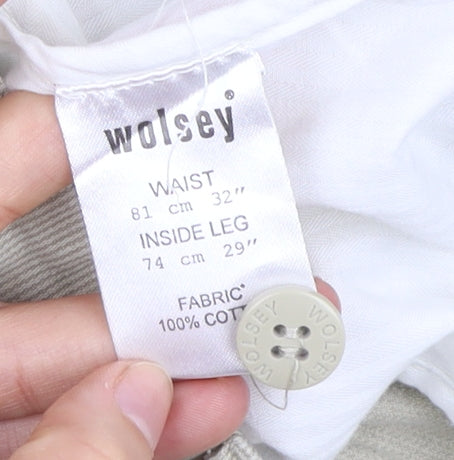 wolsey®
WAIST
81 cm 32"
INSIDE LEG
74 cm 29"
FABRIC
100% COTT
WOLSEY WOLSEY